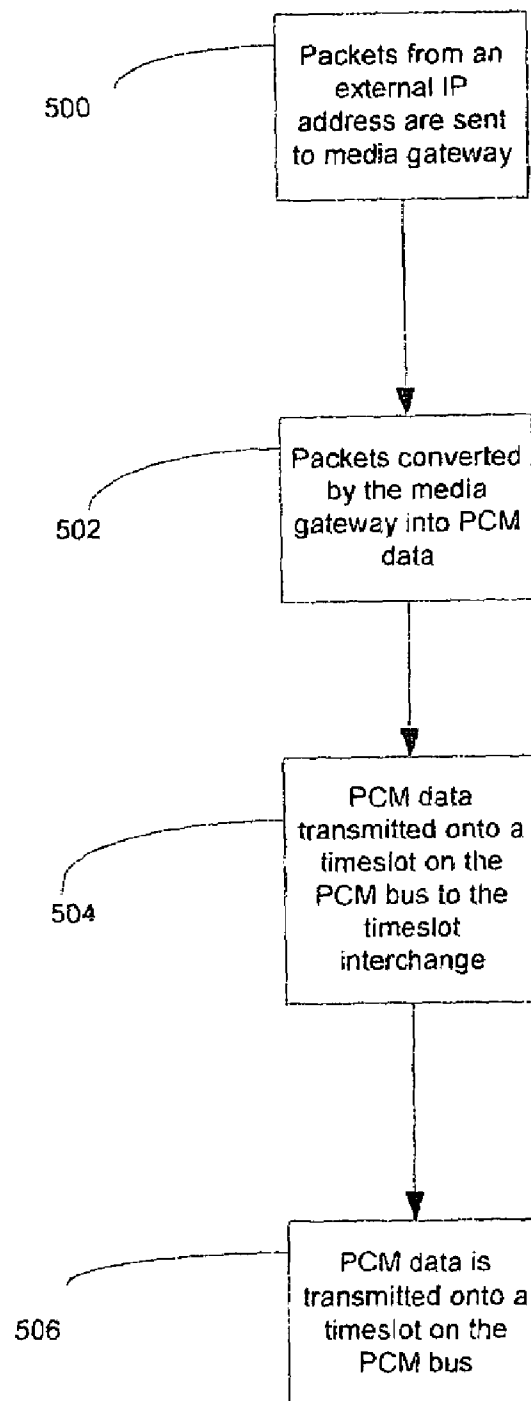 500
Packets from an
external IP
address are sent
to media gateway
502
Packets converted
by the media
gateway into PCM
data
504
PCM data
transmitted onto a
timeslot on the
PCM bus to the
timeslot
interchange
506
PCM data is
transmitted onto a
timeslot on the
PCM bus